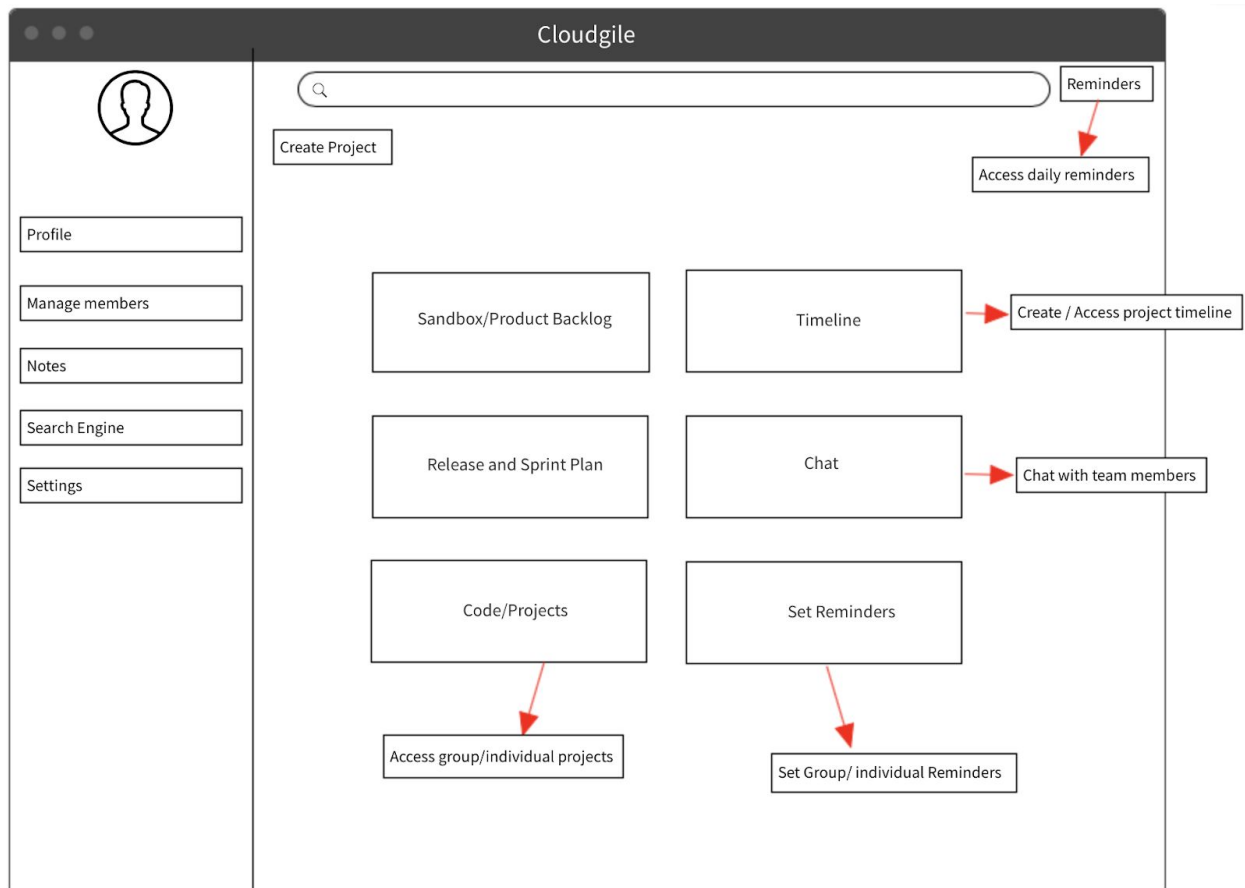 Cloudgile
Reminders
Create Project
Access daily reminders
Profile
Manage members
Notes
Search Engine
Settings
Sandbox/Product Backlog
Timeline
Create / Access project timeline
Release and Sprint Plan
Chat
Chat with team members
Code/Projects
Set Reminders
Access group/individual projects
Set Group/ individual Reminders